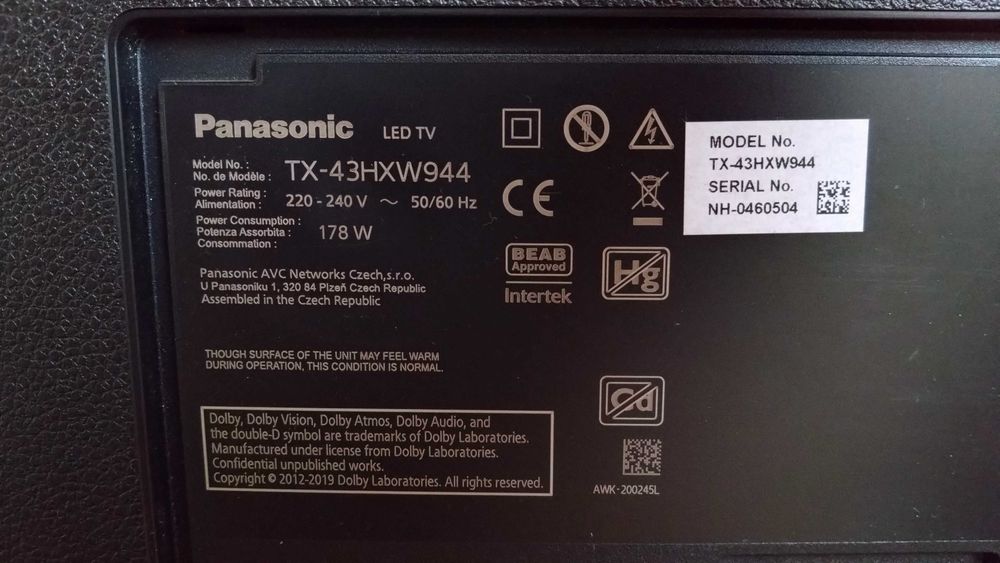 Panasonic LED TV
Model No. :
No. de Modèle : TX-43HXW944
Power Rating :
Alimentation : 220 - 240 V ～ 50/60 Hz
Power Consumption :
Potenza Assorbita : 178 W
Consommation :
Panasonic AVC Networks Czech,s.r.o.
U Panasoniku 1, 320 84 Plzeň Czech Republic
Assembled in the Czech Republic
THOUGH SURFACE OF THE UNIT MAY FEEL WARM
DURING OPERATION, THIS CONDITION IS NORMAL.
Dolby, Dolby Vision, Dolby Atmos, Dolby Audio, and
the double-D symbol are trademarks of Dolby Laboratories.
Manufactured under license from Dolby Laboratories.
Confidential unpublished works.
Copyright © 2012-2019 Dolby Laboratories. All rights reserved.
CE
BEAB
Approved
Intertek
Hg
Cd
AWK-200245L
MODEL No.
TX-43HXW944
SERIAL No.
NH-0460504